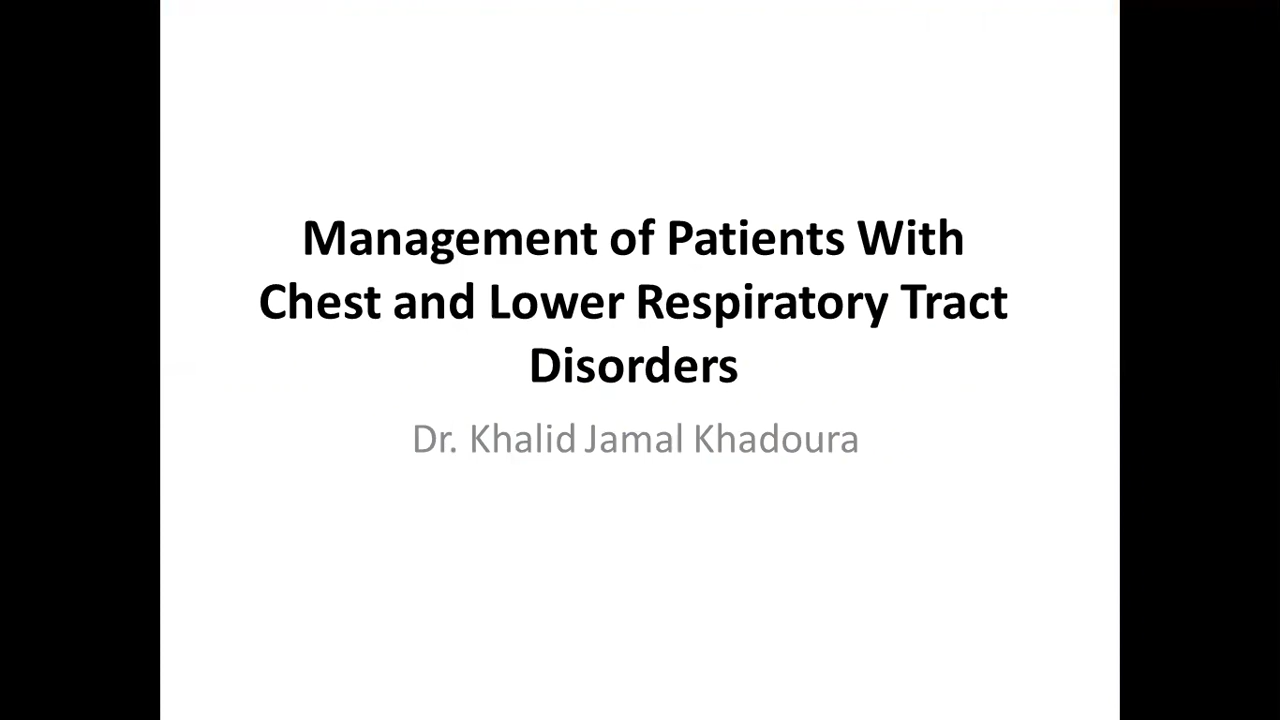 Management of Patients With
Chest and Lower Respiratory Tract
Disorders
Dr. Khalid Jamal Khadoura